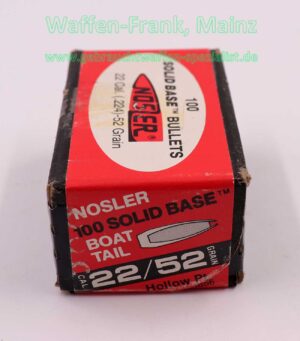 Waffen-Frank, Mainz
100
SOLID BASE™ BULLETS
NOSLER
22 Cal. (.224)-52 Grain
NOSLER
100 SOLID BASE™
BOAT
TAIL
CAL
22/52
GRAIN
Hollow